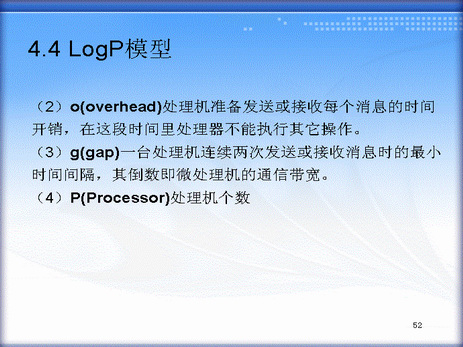 4.4 LogP模型
（2）o(overhead)处理机准备发送或接收每个消息的时间
开销，在这段时间里处理器不能执行其它操作。
（3）g(gap)一台处理机连续两次发送或接收消息时的最小
时间间隔，其倒数即微处理机的通信带宽。
（4）P(Processor)处理机个数
52